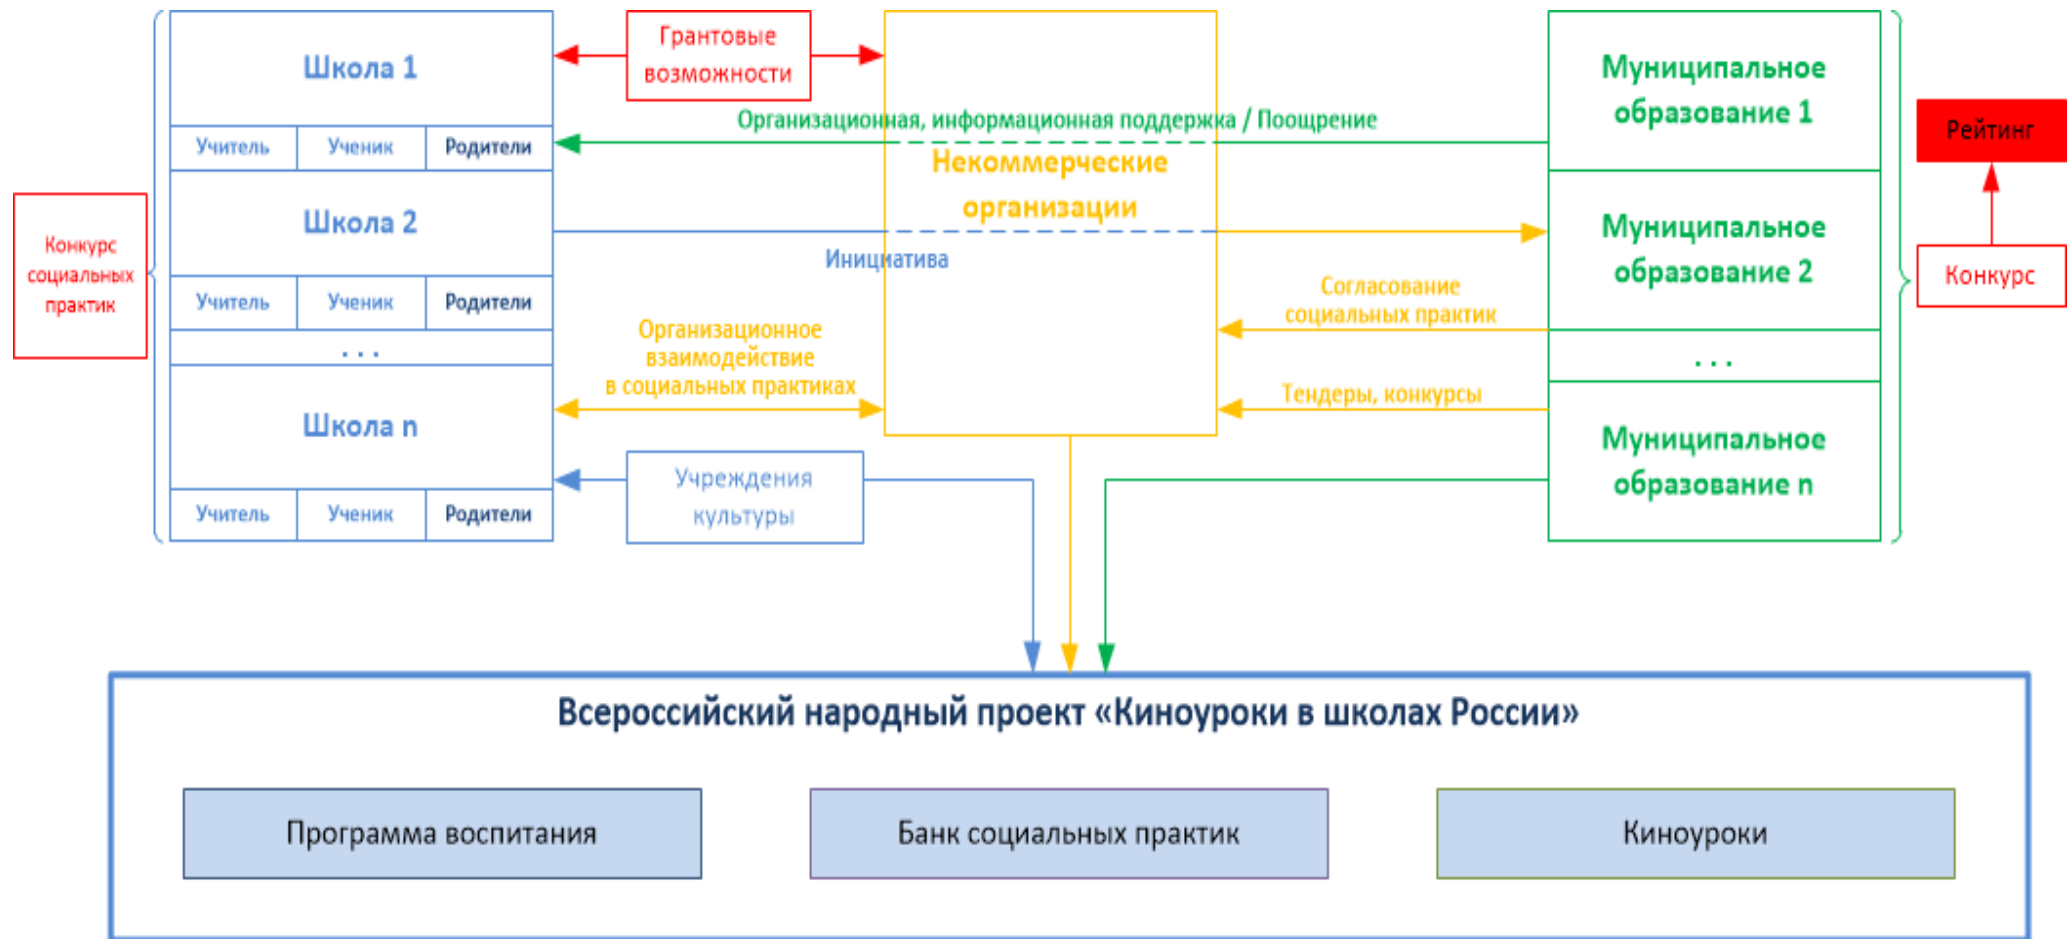 Школа 1
Учитель
Ученик
Родители
Школа 2
Учитель
Ученик
Родители
. . .
Школа n
Учитель
Ученик
Родители
Конкурс
социальных
практик
Грантовые
возможности
Организационная, информационная поддержка / Поощрение
Некоммерческие
организации
Инициатива
Организационное
взаимодействие
в социальных практиках
Согласование
социальных практик
Тендеры, конкурсы
Учреждения
культуры
Муниципальное
образование 1
Муниципальное
образование 2
. . .
Муниципальное
образование n
Рейтинг
Конкурс
Всероссийский народный проект «Киноуроки в школах России»
Программа воспитания
Банк социальных практик
Киноуроки